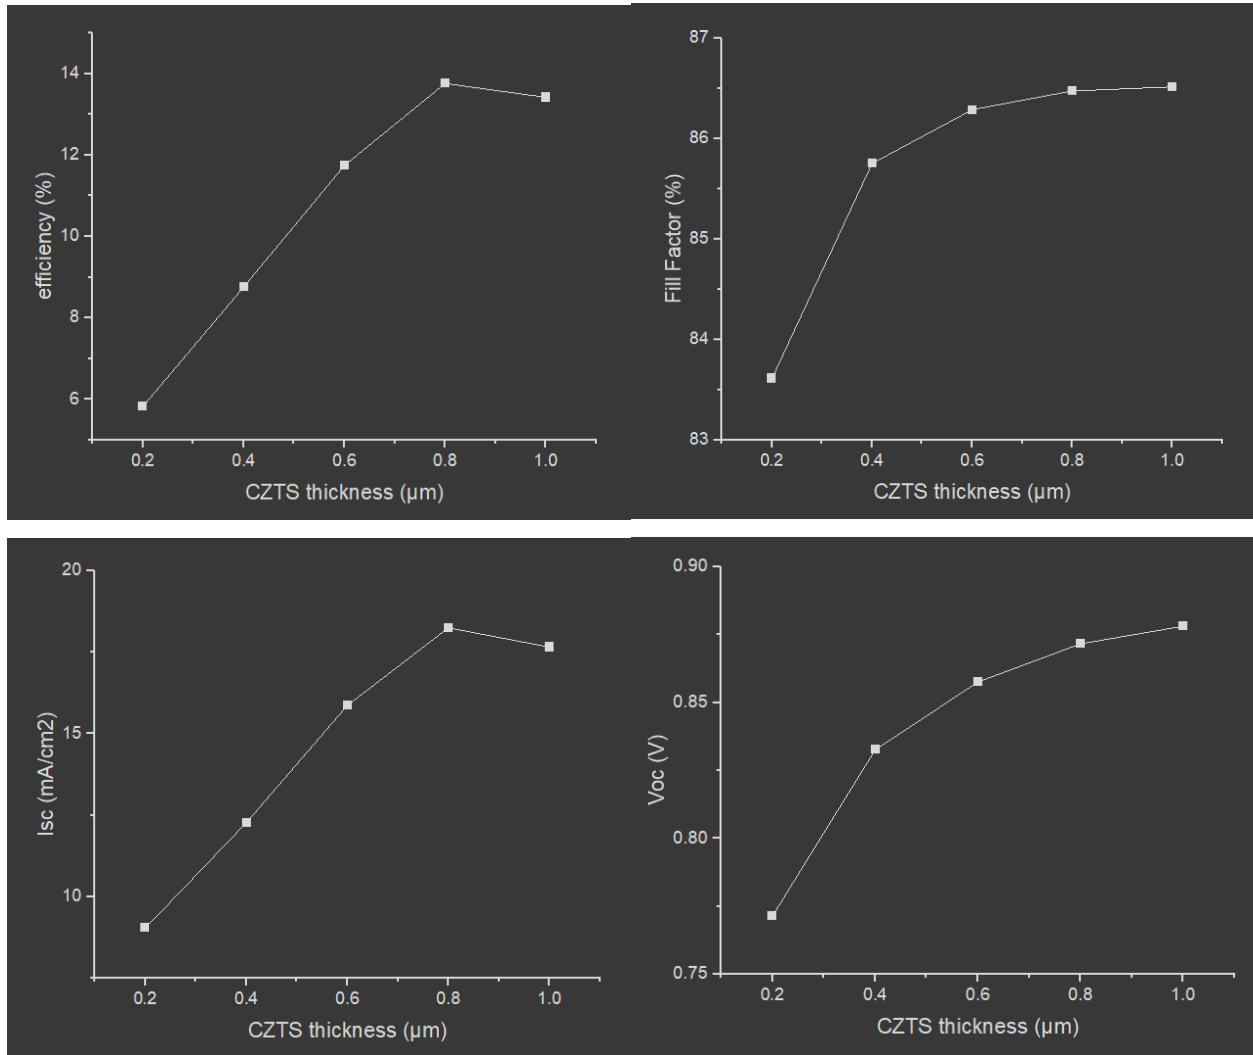 14
12
10
8
6
efficiency (%)
0.2 0.4 0.6 0.8 1.0
CZTS thickness (µm)
87
86
85
84
83
Fill Factor (%)
0.2 0.4 0.6 0.8 1.0
CZTS thickness (µm)
20
15
10
Isc (mA/cm2)
0.2 0.4 0.6 0.8 1.0
CZTS thickness (µm)
0.90
0.85
0.80
0.75
Voc (V)
0.2 0.4 0.6 0.8 1.0
CZTS thickness (µm)